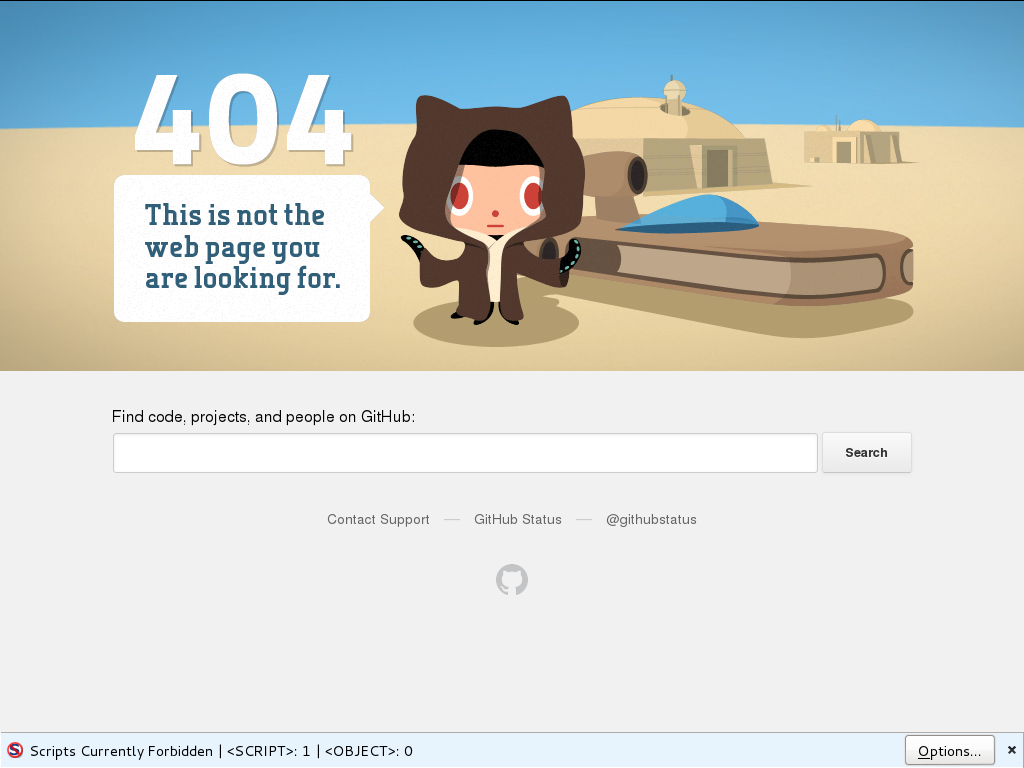 404
This is not the
web page you
are looking for.
Find code, projects, and people on GitHub:
Search
Contact Support — GitHub Status — @githubstatus
S Scripts Currently Forbidden | <SCRIPT>: 1 | <OBJECT>: 0 Options... ×